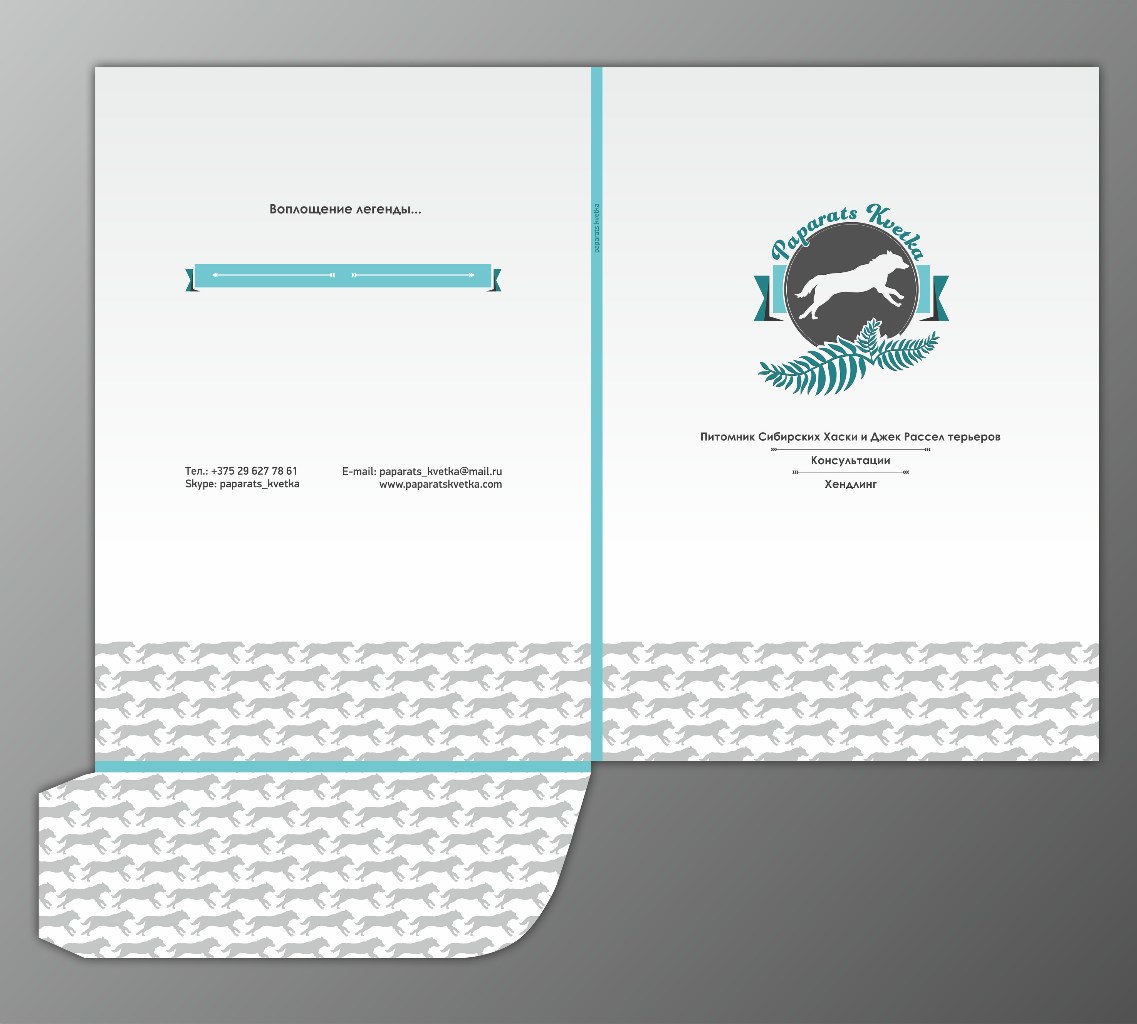 Воплощение легенды...
Тел.: +375 29 627 78 61
Skype: paparats_kvetka
E-mail: paparats_kvetka@mail.ru
www.paparatskvetka.com
paparats kvetka
Paparats Kvetka
Питомник Сибирских Хаски и Джек Рассел терьеров
Консультации
Хендлинг